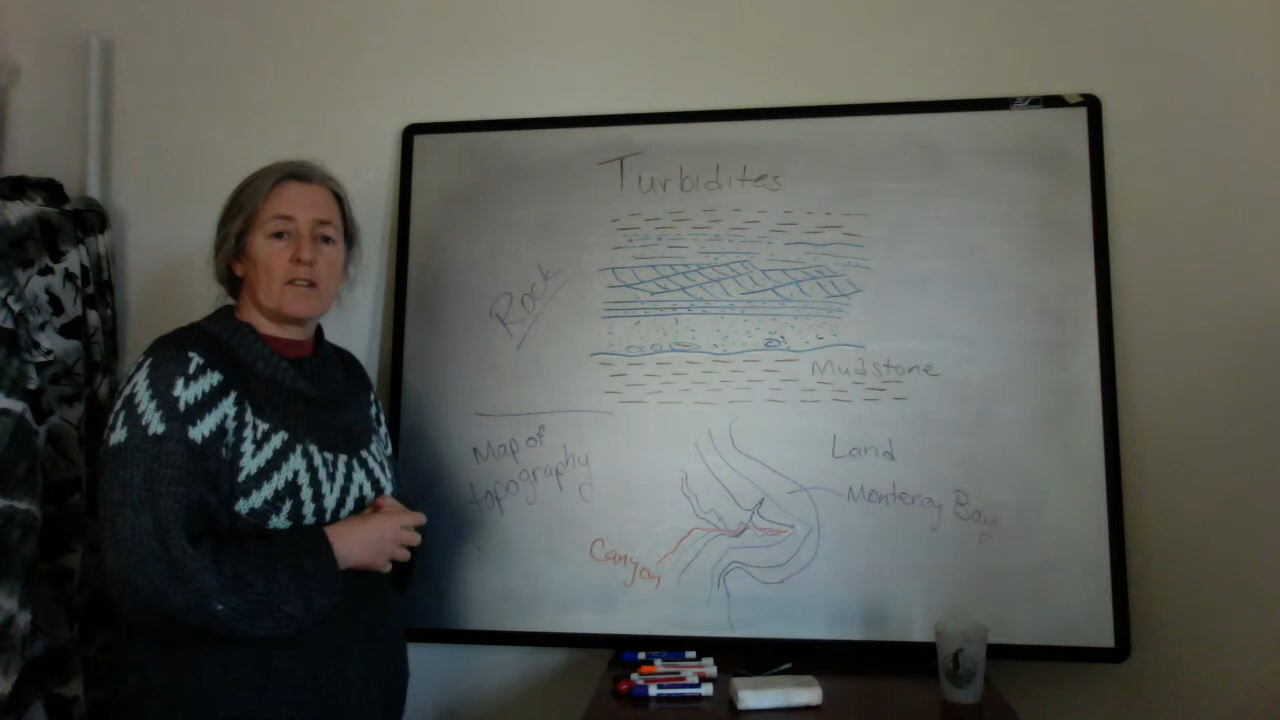 Turbidites
Rock
Mudstone
Map of
topography
Land
Monterey Bay
Canyon